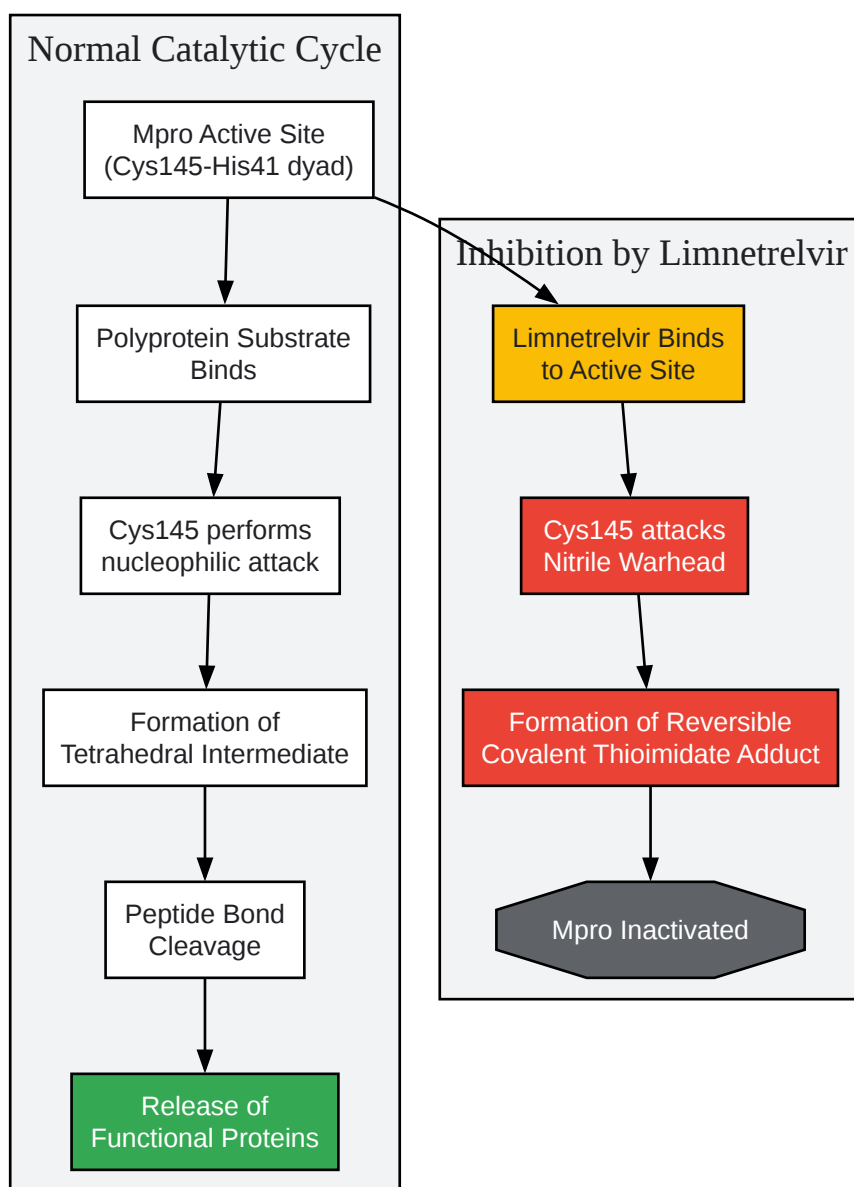 Normal Catalytic Cycle
Mpro Active Site
(Cys145-His41 dyad)
Polyprotein Substrate
Binds
Cys145 performs
nucleophilic attack
Formation of
Tetrahedral Intermediate
Peptide Bond
Cleavage
Release of
Functional Proteins
Inhibition by Limnetrelvir
Limnetrelvir Binds
to Active Site
Cys145 attacks
Nitrile Warhead
Formation of Reversible
Covalent Thioimidate Adduct
Mpro Inactivated